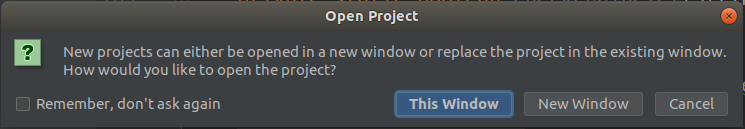 Open Project
New projects can either be opened in a new window or replace the project in the existing window.
How would you like to open the project?
Remember, don't ask again
This Window New Window Cancel